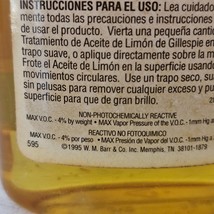 INSTRUCCIONES PARA EL USO: Lea cuidado
mente todas las precauciones e instrucciones
de usar el producto. Vierta una pequeña cantid
Tratamiento de Aceite de Limón de Gillespie en
trapo suave, o aplique directamente sobre la m
Frote el Aceite de Limón en la superficie usando
movimientos circulares. Use un trapo seco, sin
sin pelusas para remover cualquier exceso y pu
para que de gran brillo.
NON-PHOTOCHEMICALLY REACTIVE
MAX V.O.C. - 4% by weight • MAX Vapor Pressure of the V.O.C. - 1mm Hg a
REACTIVO NO FOTOQUIMICO
MAX V.O.C. - 4% por peso • MAX Presion del Vapor de V.O.C. - 1mm Hg a
595 ©1995 W. M. Barr & Co. Inc. Memphis, TN 38101-1879